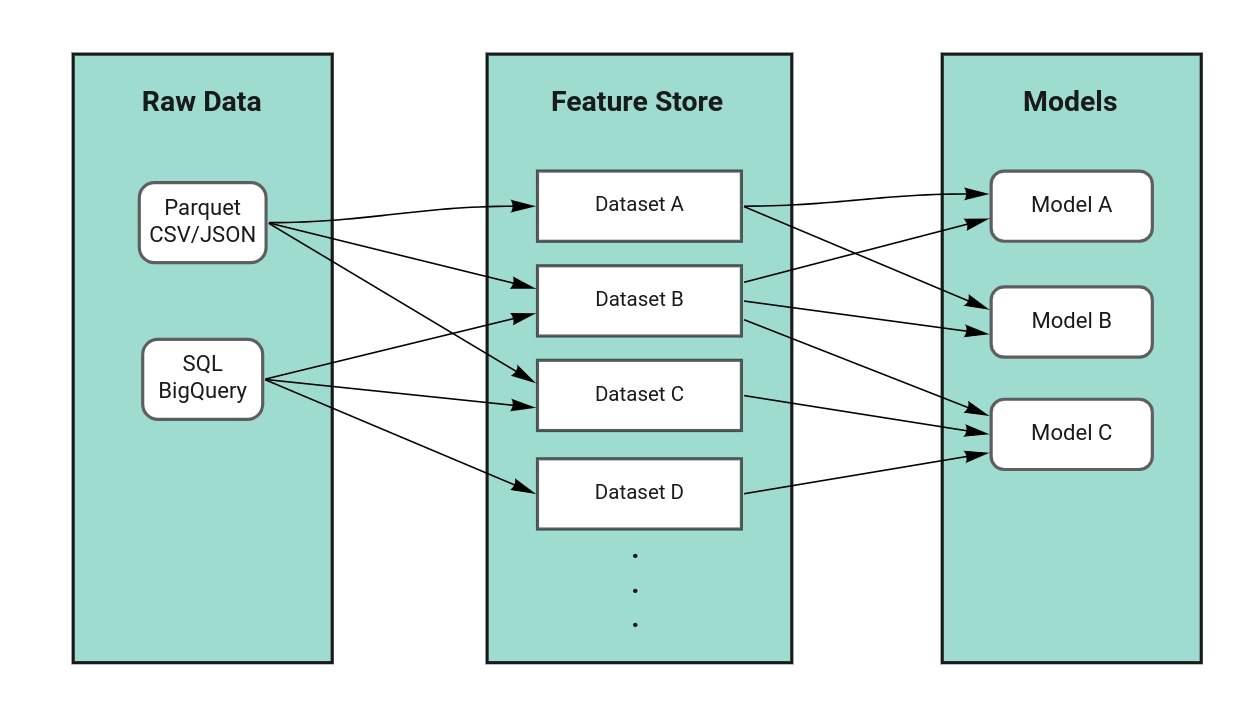 Raw Data
Parquet
CSV/JSON
SQL
BigQuery
Feature Store
Dataset A
Dataset B
Dataset C
Dataset D
.
.
.
Models
Model A
Model B
Model C